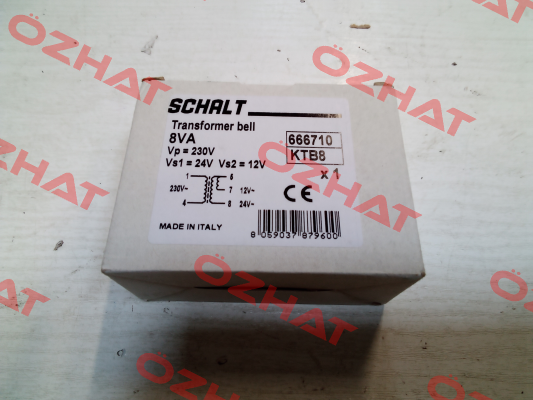 SCHALT
Transformer bell
8VA
Vp = 230V
Vs1 = 24V Vs2 = 12V
666710
KTB8
x 1
1
6
230V~
7
12V~
4
8
24V~
CE
MADE IN ITALY
8 059037 879600
ÖZHAT
ÖZHAT
ÖZHAT
ÖZHAT
ÖZHAT
ÖZHAT
ÖZHAT
ÖZHAT
ÖZHAT
ÖZHAT